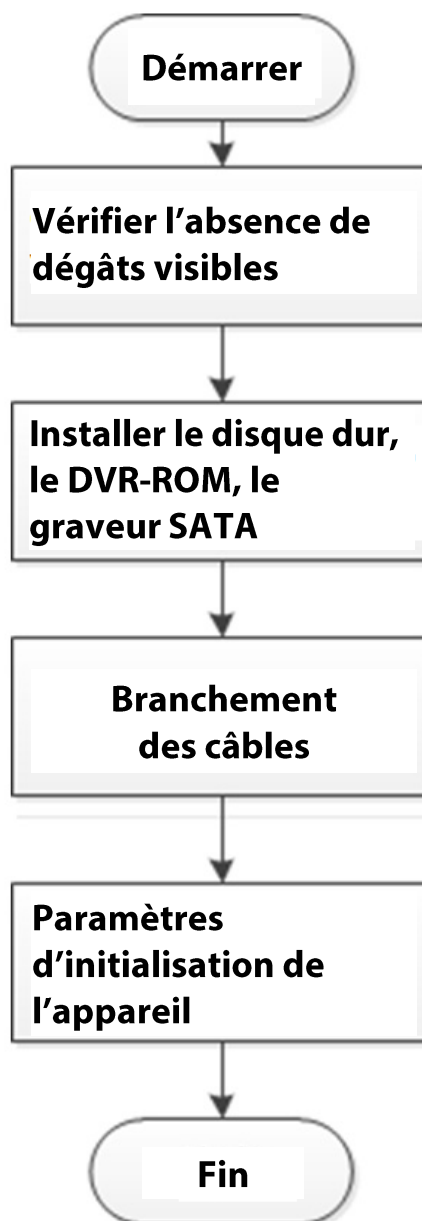 Démarrer
Vérifier l’absence de
dégâts visibles
Installer le disque dur,
le DVR-ROM, le
graveur SATA
Branchement
des câbles
Paramètres
d’initialisation de
l’appareil
Fin